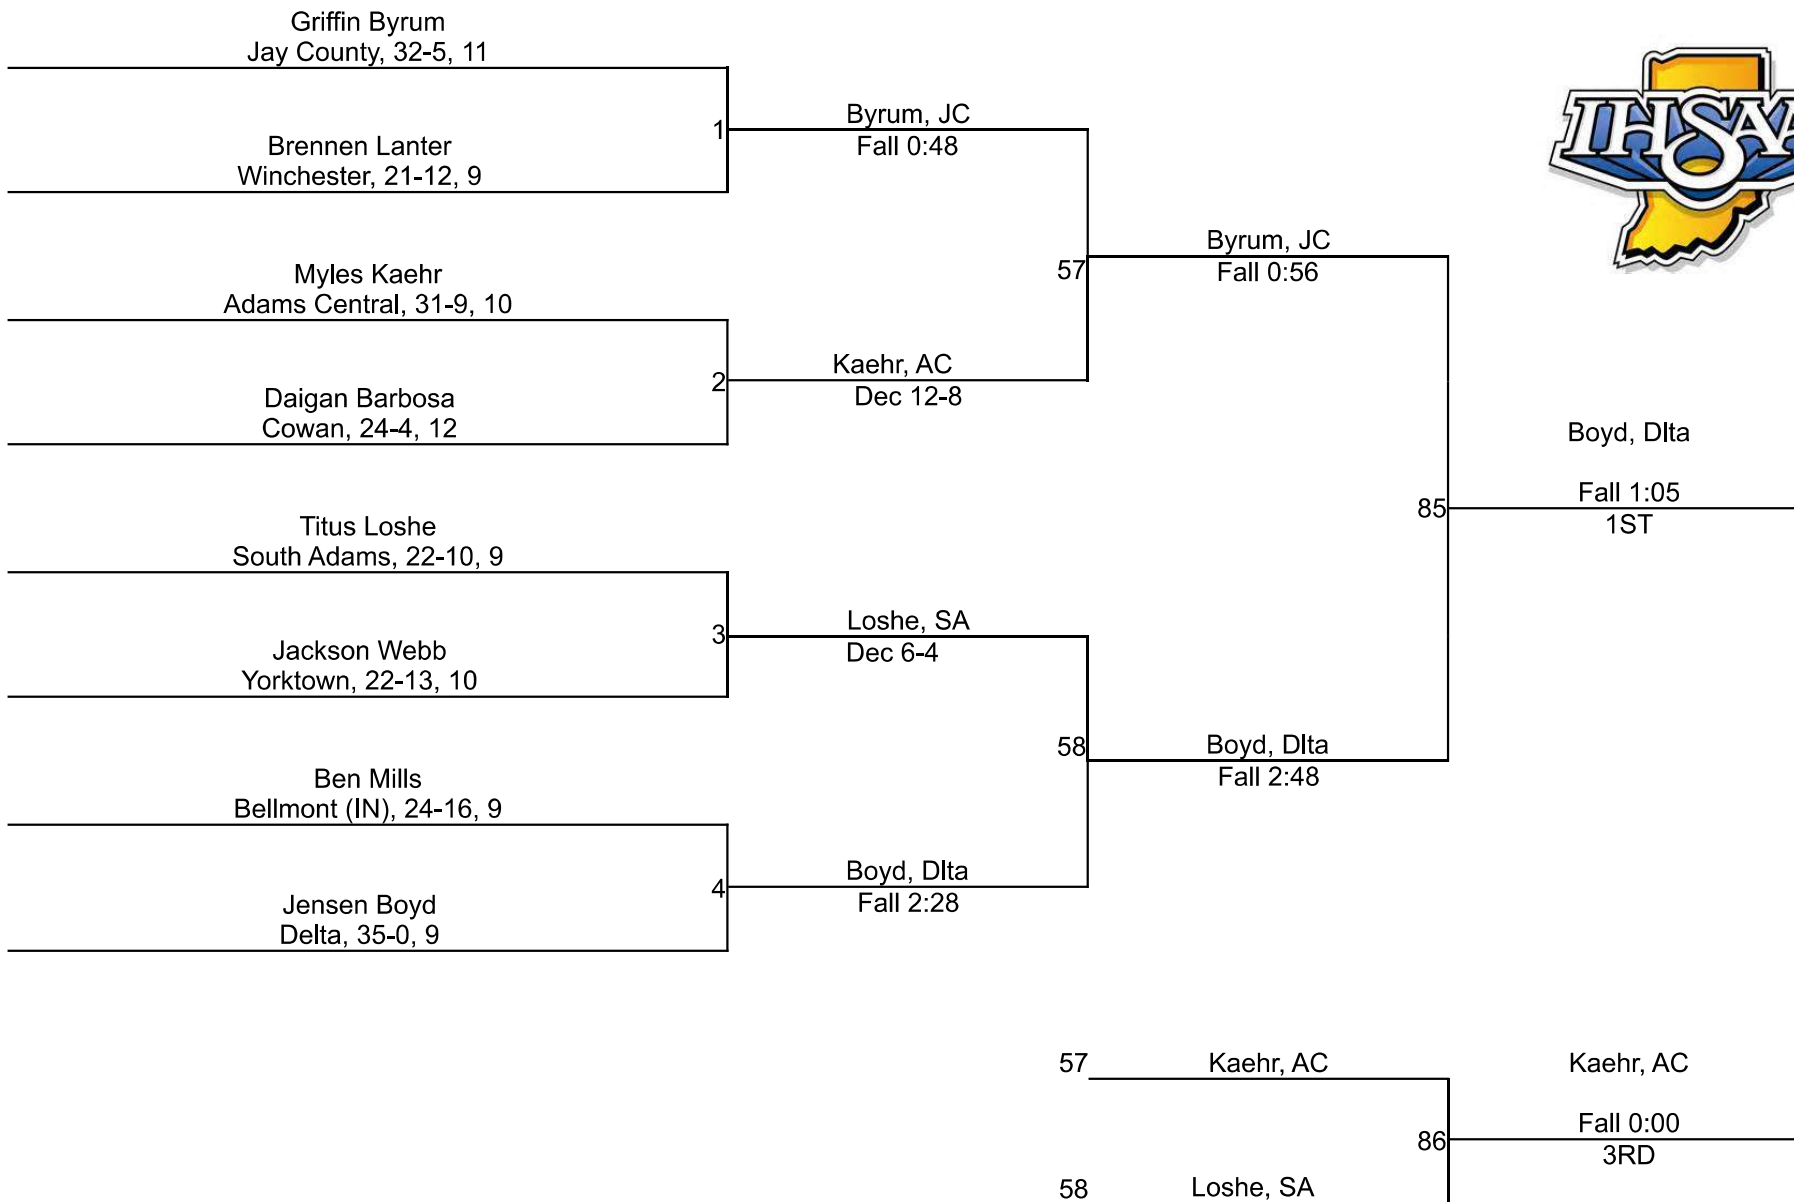 Griffin Byrum
Jay County, 32-5, 11
Brennen Lanter
Winchester, 21-12, 9
Myles Kaehr
Adams Central, 31-9, 10
Daigan Barbosa
Cowan, 24-4, 12
Titus Loshe
South Adams, 22-10, 9
Jackson Webb
Yorktown, 22-13, 10
Ben Mills
Bellmont (IN), 24-16, 9
Jensen Boyd
Delta, 35-0, 9
1
Byrum, JC
Fall 0:48
2
Kaehr, AC
Dec 12-8
3
Loshe, SA
Dec 6-4
4
Boyd, Dlta
Fall 2:28
57
Byrum, JC
Fall 0:56
58
Boyd, Dlta
Fall 2:48
IHSAA
85
Boyd, Dlta
Fall 1:05
1ST
57
Kaehr, AC
58
Loshe, SA
86
Kaehr, AC
Fall 0:00
3RD